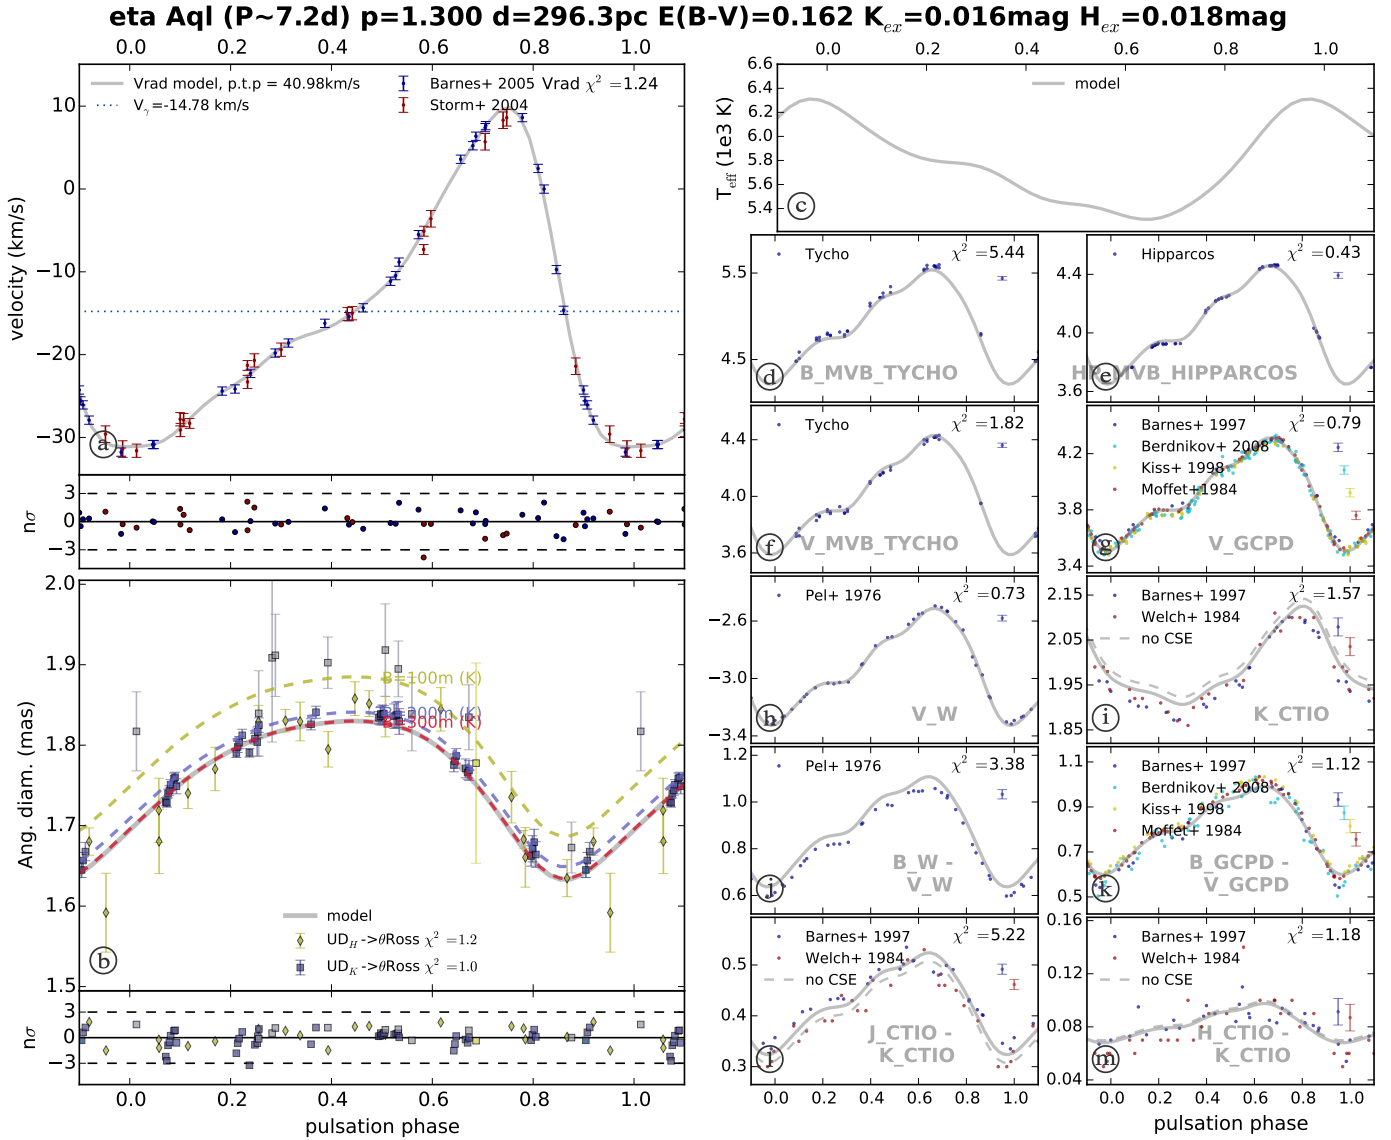 eta Aql (P~7.2d) p=1.300 d=296.3pc E(B-V)=0.162 K_ex=0.016mag H_ex=0.018mag
0.0 0.2 0.4 0.6 0.8 1.0
0.0 0.2 0.4 0.6 0.8 1.0
Vrad model, p.t.p = 40.98km/s
V_γ=-14.78 km/s
Barnes+ 2005
Storm+ 2004
Vrad χ² =1.24
velocity (km/s)
10
0
−10
−20
−30
a
nσ
3
0
−3
Ang. diam. (mas)
2.0
1.9
1.8
1.7
1.6
1.5
B=100m (K)
B=200m (K)
B=300m (K)
model
UD_H ->θRoss χ² =1.2
UD_K ->θRoss χ² =1.0
b
nσ
3
0
−3
0.0 0.2 0.4 0.6 0.8 1.0
pulsation phase
T_eff (1e3 K)
6.6
6.4
6.2
6.0
5.8
5.6
5.4
model
c
5.5
4.5
Tycho
χ² =5.44
B_MVB_TYCHO
d
4.4
4.0
3.6
Hipparcos
χ² =0.43
HP_MVB_HIPPARCOS
e
4.4
4.0
3.6
Tycho
χ² =1.82
V_MVB_TYCHO
f
4.2
3.8
3.4
Barnes+ 1997
Berdnikov+ 2008
Kiss+ 1998
Moffet+1984
χ² =0.79
V_GCPD
g
−2.6
−3.0
−3.4
Pel+ 1976
χ² =0.73
V_W
h
2.15
2.05
1.95
1.85
Barnes+ 1997
Welch+ 1984
no CSE
χ² =1.57
K_CTIO
i
1.2
1.0
0.8
0.6
Pel+ 1976
χ² =3.38
B_W -
V_W
j
1.1
0.9
0.7
0.5
Barnes+ 1997
Berdnikov+ 2008
Kiss+ 1998
Moffet+ 1984
χ² =1.12
B_GCPD -
V_GCPD
k
0.5
0.4
0.3
Barnes+ 1997
Welch+ 1984
no CSE
χ² =5.22
J_CTIO -
K_CTIO
l
0.0 0.2 0.4 0.6 0.8 1.0
pulsation phase
0.16
0.12
0.08
0.04
Barnes+ 1997
Welch+ 1984
no CSE
χ² =1.18
H_CTIO -
K_CTIO
m
0.0 0.2 0.4 0.6 0.8 1.0
pulsation phase